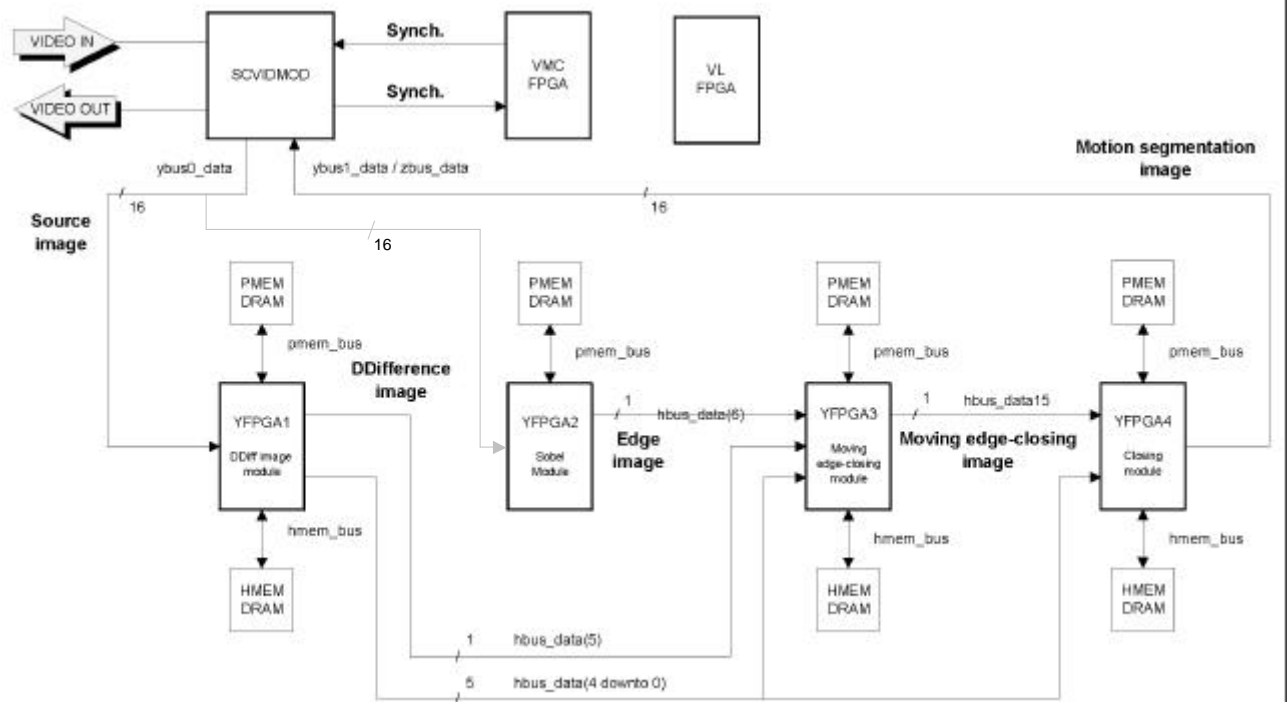 VIDEO IN
VIDEO OUT
SCVIDMOD
Synch.
Synch.
VMC
FPGA
VL
FPGA
ybus0_data
ybus1_data / zbus_data
Motion segmentation
image
16
16
Source
image
16
PMEM
DRAM
PMEM
DRAM
PMEM
DRAM
PMEM
DRAM
pmem_bus
pmem_bus
pmem_bus
pmem_bus
DDifference
image
YFPGA1
DDiff image
module
YFPGA2
Sobel
Module
1
hbus_data(6)
Edge
image
YFPGA3
Moving
edge-closing
module
1
hbus_data15
Moving edge-closing
image
YFPGA4
Closing
module
hmem_bus
hmem_bus
hmem_bus
HMEM
DRAM
HMEM
DRAM
HMEM
DRAM
1
hbus_data(5)
5
hbus_data(4 downto 0)